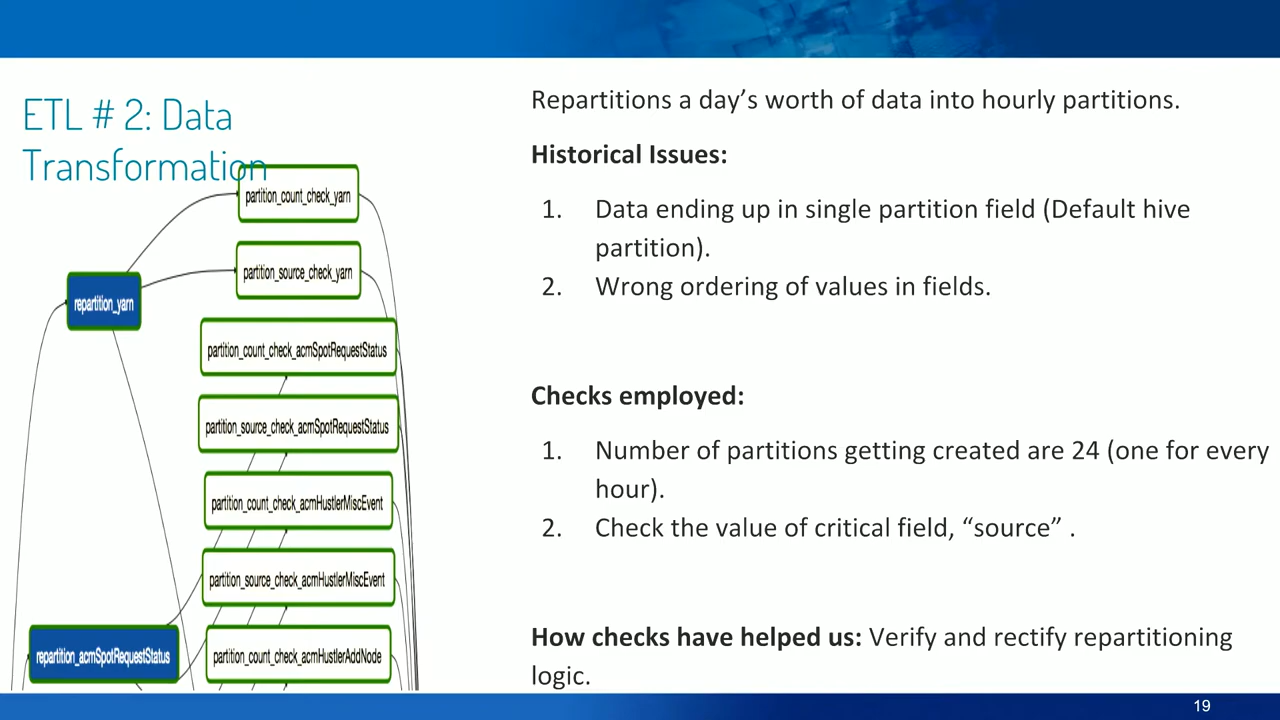 ETL # 2: Data
Transformation
partition_count_check_yarn
partition_source_check_yarn
repartition_yarn
partition_count_check_acmSpotRequestStatus
partition_source_check_acmSpotRequestStatus
partition_count_check_acmHustlerMiscEvent
partition_source_check_acmHustlerMiscEvent
repartition_acmSpotRequestStatus
partition_count_check_acmHustlerAddNode
Repartitions a day’s worth of data into hourly partitions.
Historical Issues:
1. Data ending up in single partition field (Default hive
partition).
2. Wrong ordering of values in fields.
Checks employed:
1. Number of partitions getting created are 24 (one for every
hour).
2. Check the value of critical field, “source” .
How checks have helped us: Verify and rectify repartitioning
logic.
19